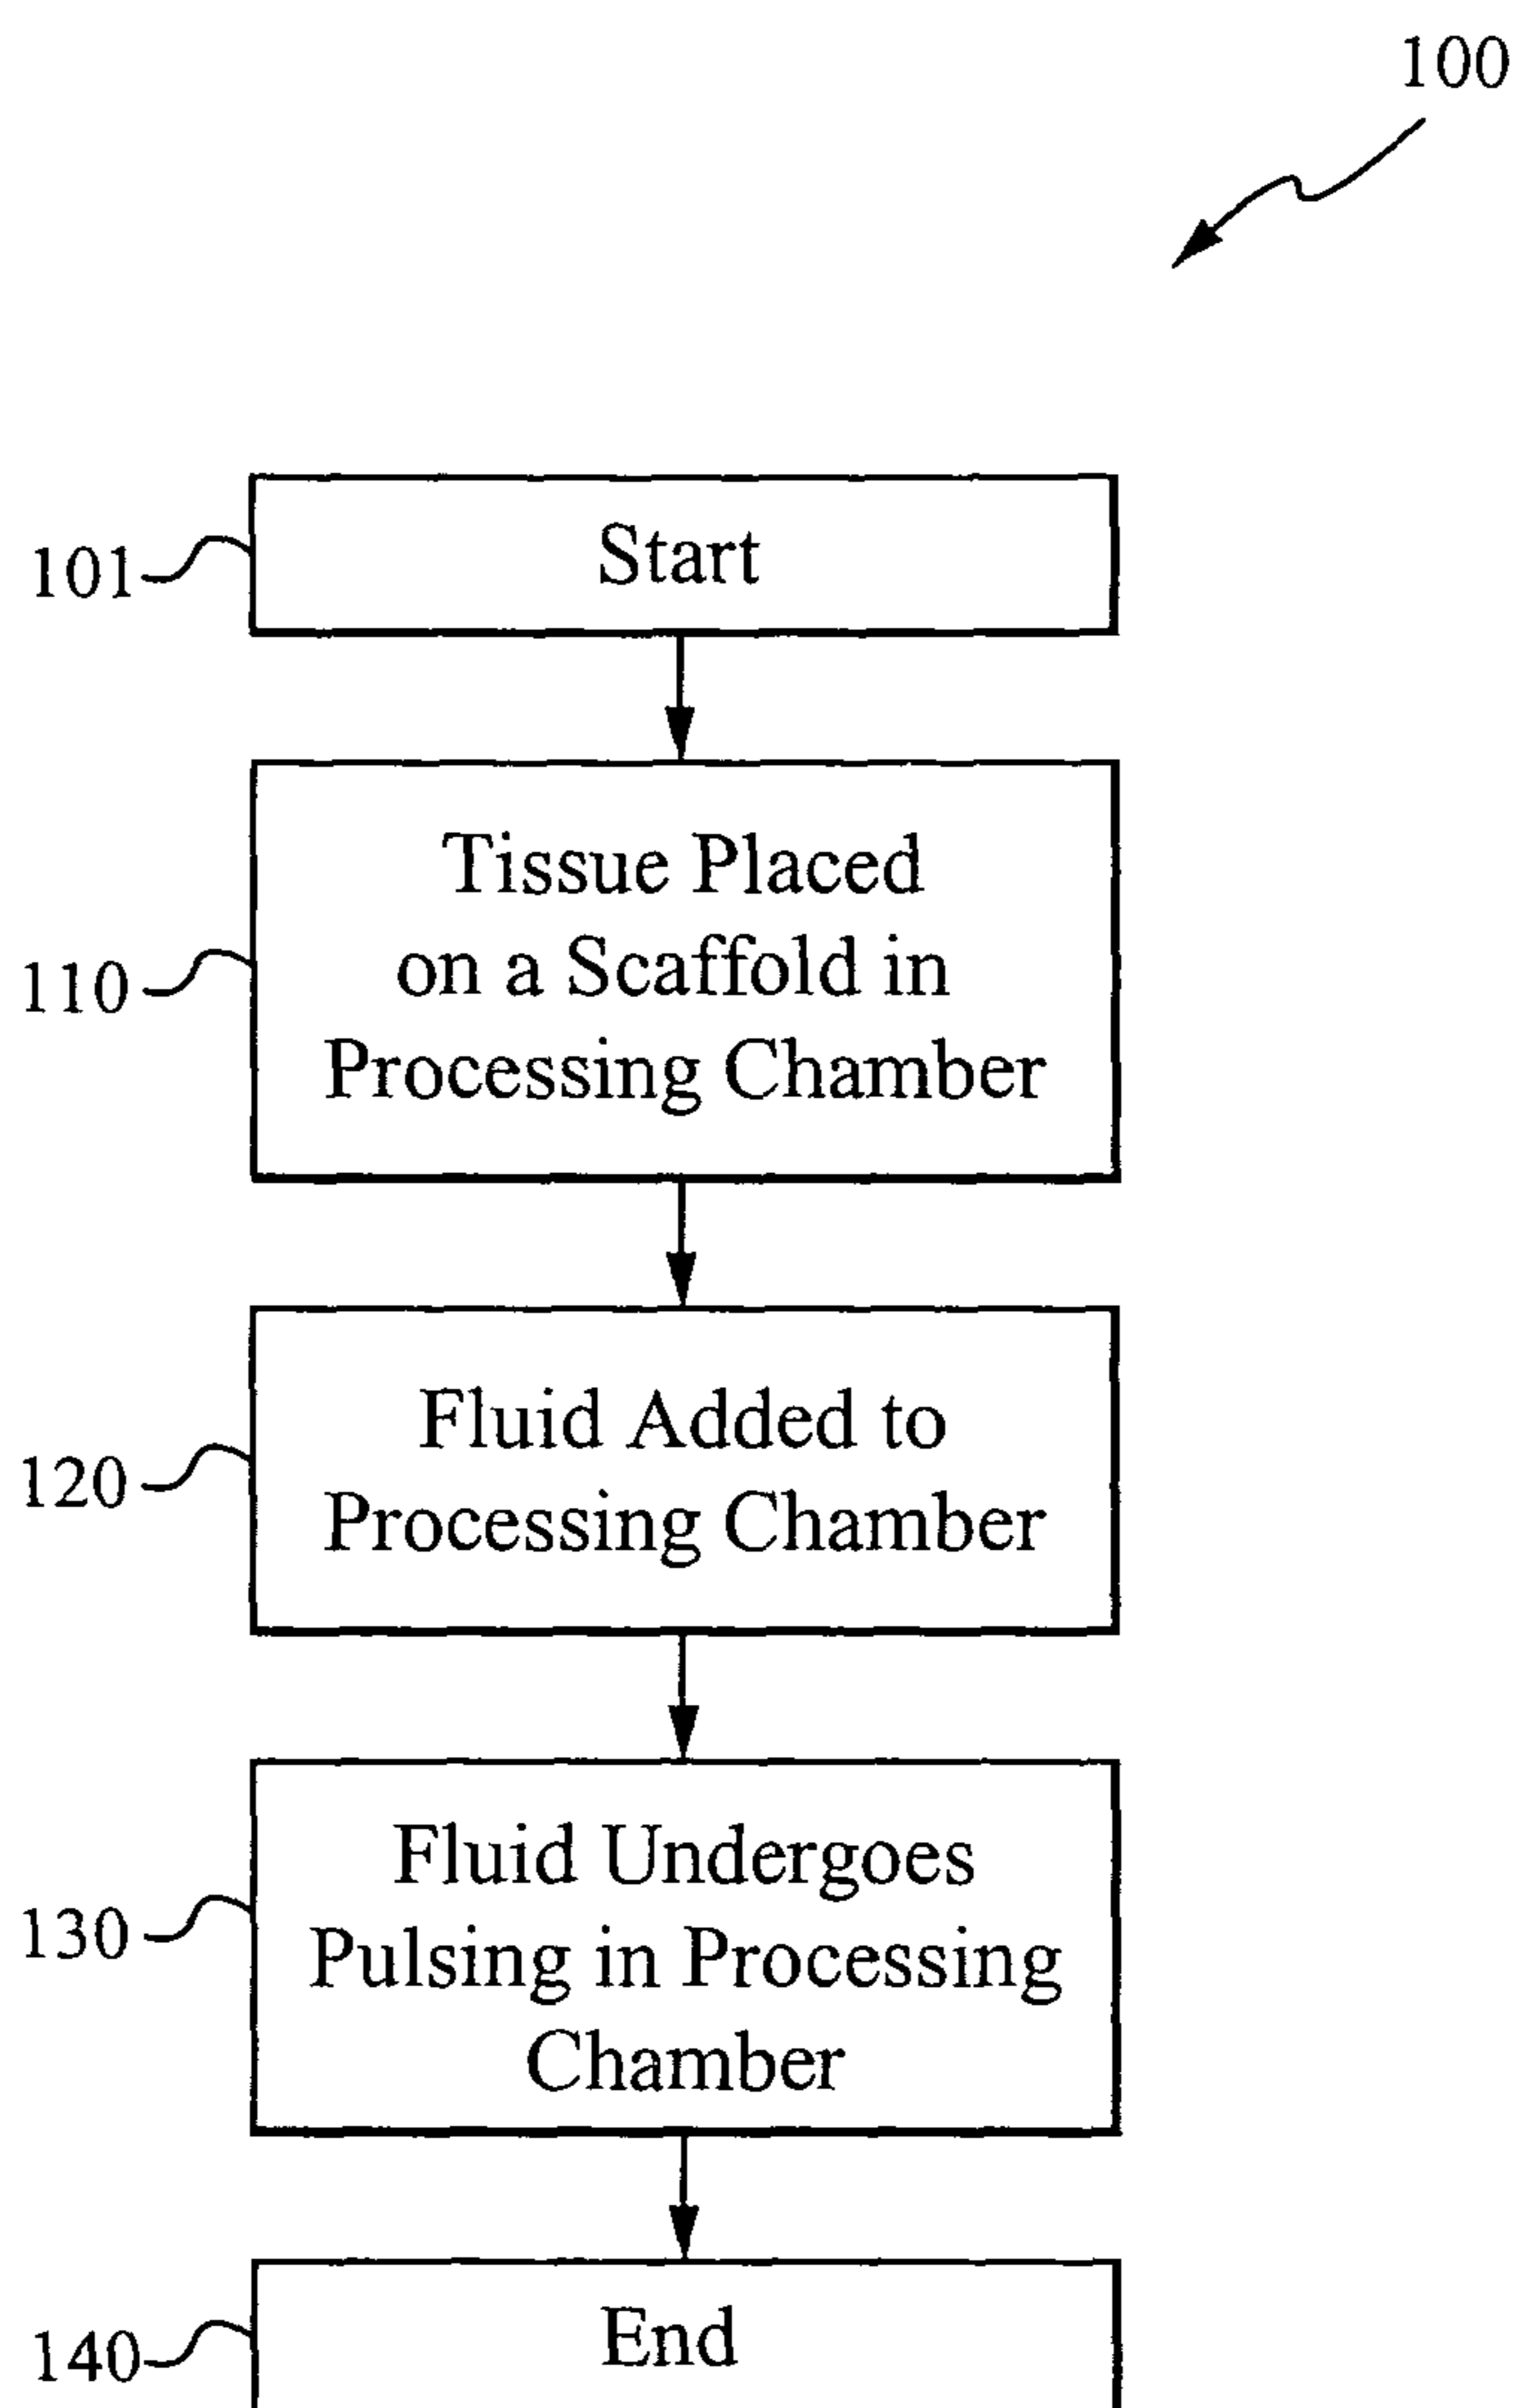 100
101
Start
110
Tissue Placed
on a Scaffold in
Processing Chamber
120
Fluid Added to
Processing Chamber
130
Fluid Undergoes
Pulsing in Processing
Chamber
140
End